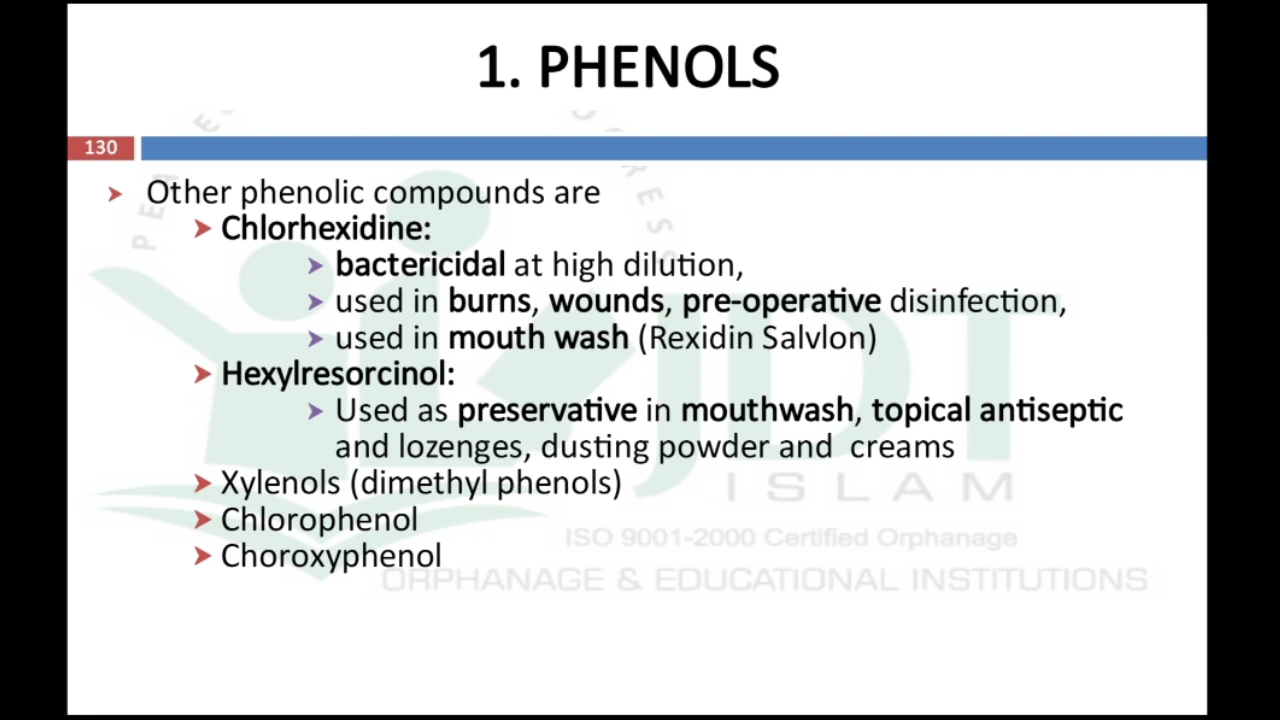 1. PHENOLS
130
Other phenolic compounds are
Chlorhexidine:
bactericidal at high dilution,
used in burns, wounds, pre-operative disinfection,
used in mouth wash (Rexidin Salvlon)
Hexylresorcinol:
Used as preservative in mouthwash, topical antiseptic
and lozenges, dusting powder and creams
Xylenols (dimethyl phenols)
Chlorophenol
Choroxyphenol
JDT
ISLAM
ISO 9001-2000 Certified Orphanage
ORPHANAGE & EDUCATIONAL INSTITUTIONS